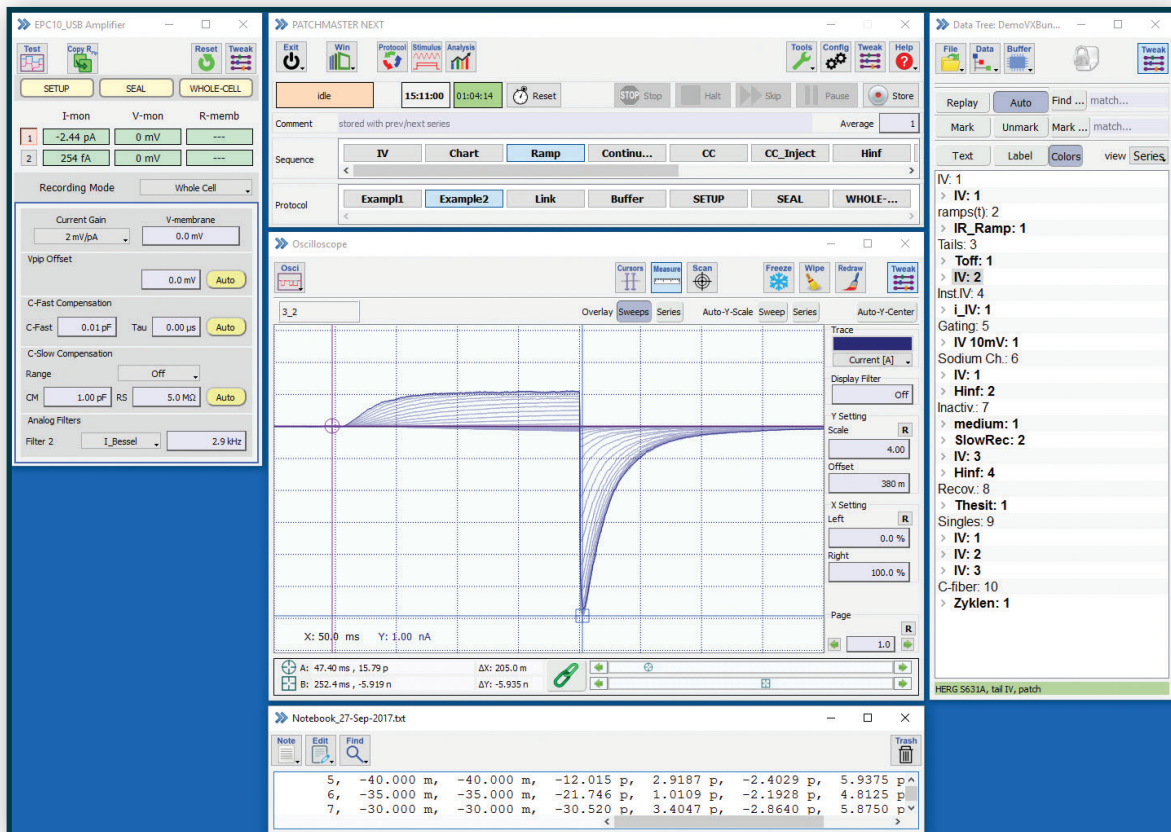 EPC10_USB Amplifier
Test Copy R Reset Tweak
SETUP SEAL WHOLE-CELL
I-mon V-mon R-memb
1 -2.44 pA 0 mV ---
2 254 fA 0 mV ---
Recording Mode Whole Cell
Current Gain V-membrane
2 mV/pA 0.0 mV
Vpip Offset
0.0 mV Auto
C-Fast Compensation
C-Fast 0.01 pF Tau 0.00 µs Auto
C-Slow Compensation
Range Off
CM 1.00 pF RS 5.0 MΩ Auto
Analog Filters
Filter 2 I_Bessel 2.9 kHz
PATCHMASTER NEXT
Exit Win Protocol Stimulus Analysis Tools Config Tweak Help
idle 15:11:00 01:04:14 Reset STOP Stop Halt Skip Pause Store
Comment stored with prev/next series Average 1
Sequence IV Chart Ramp Continu... CC CC_Inject Hinf
Protocol Exampl1 Example2 Link Buffer SETUP SEAL WHOLE-...
Oscilloscope
Osci Cursors Measure Scan Freeze Wipe Redraw Tweak
3_2 Overlay Sweeps Series Auto-Y-Scale Sweep Series Auto-Y-Center
Trace
Current [A]
Display Filter
Off
Y Setting
Scale R
4.00
Offset
380 m
X Setting
Left R
0.0 %
Right
100.0 %
Page
R
1.0
X: 50.0 ms Y: 1.00 nA
A: 47.40 ms , 15.79 p ΔX: 205.0 m
B: 252.4 ms , -5.919 n ΔY: -5.935 n
Notebook_27-Sep-2017.txt
Note Edit Find Trash
5, -40.000 m, -40.000 m, -12.015 p, 2.9187 p, -2.4029 p, 5.9375 p
6, -35.000 m, -35.000 m, -21.746 p, 1.0109 p, -2.1928 p, 4.8125 p
7, -30.000 m, -30.000 m, -30.520 p, 3.4047 p, -2.8640 p, 5.8750 p
Data Tree: DemoVXBun...
File Data Buffer Tweak
Replay Auto Find ... match...
Mark Unmark Mark ... match...
Text Label Colors view Series
IV: 1
IV: 1
ramps(t): 2
IR_Ramp: 1
Tails: 3
Toff: 1
IV: 2
Inst.IV: 4
i_IV: 1
Gating: 5
IV 10mV: 1
Sodium Ch.: 6
IV: 1
Hinf: 2
Inactiv.: 7
medium: 1
SlowRec: 2
IV: 3
Hinf: 4
Recov.: 8
Thesit: 1
Singles: 9
IV: 1
IV: 2
IV: 3
C-fiber: 10
Zyklen: 1
HERG S631A, tail IV, patch